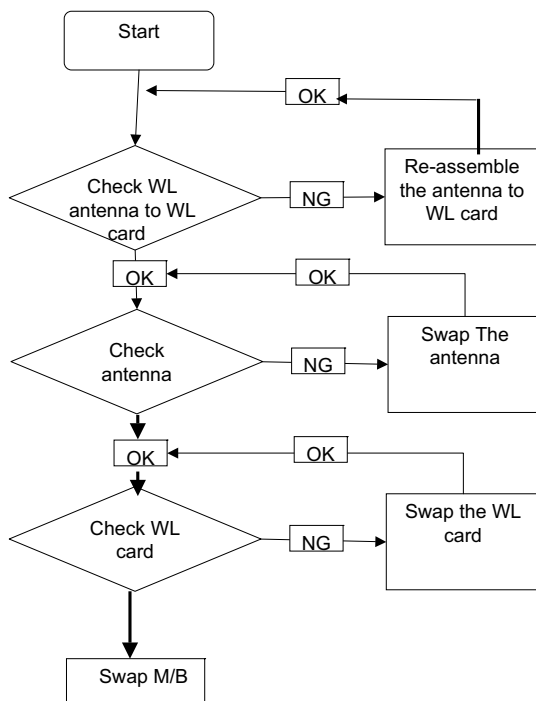 Start
OK
Check WL
antenna to WL
card
NG
Re-assemble
the antenna to
WL card
OK
OK
Check
antenna
NG
Swap The
antenna
OK
OK
Check WL
card
NG
Swap the WL
card
Swap M/B